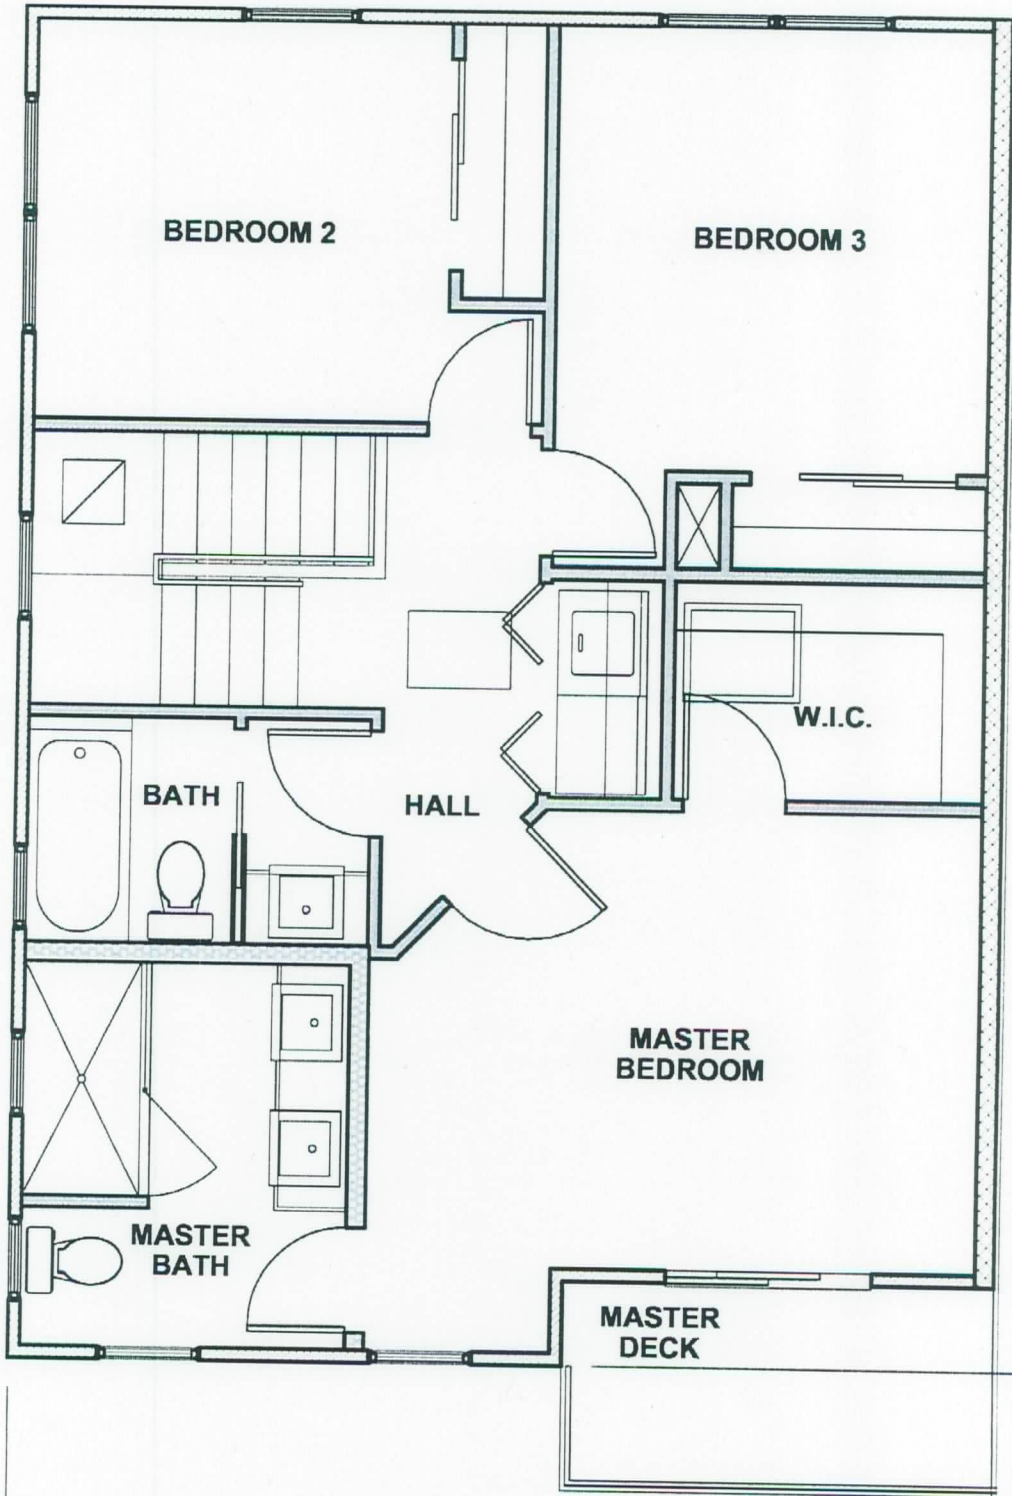 BEDROOM 2
BEDROOM 3
W.I.C.
BATH
HALL
MASTER
BEDROOM
MASTER
BATH
MASTER
DECK